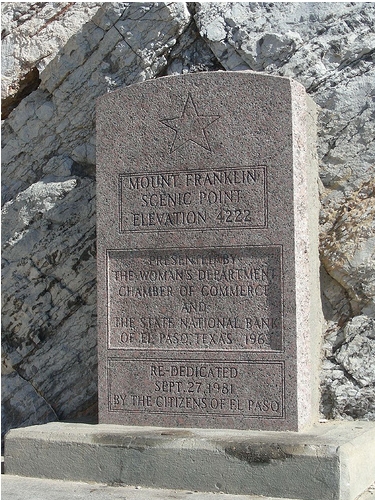 MOUNT FRANKLIN
SCENIC POINT
ELEVATION 4222
PRESENTED BY
THE WOMAN'S DEPARTMENT
CHAMBER OF COMMERCE
AND
THE STATE NATIONAL BANK
OF EL PASO, TEXAS
RE-DEDICATED
SEPT. 27, 1981
BY THE CITIZENS OF EL PASO